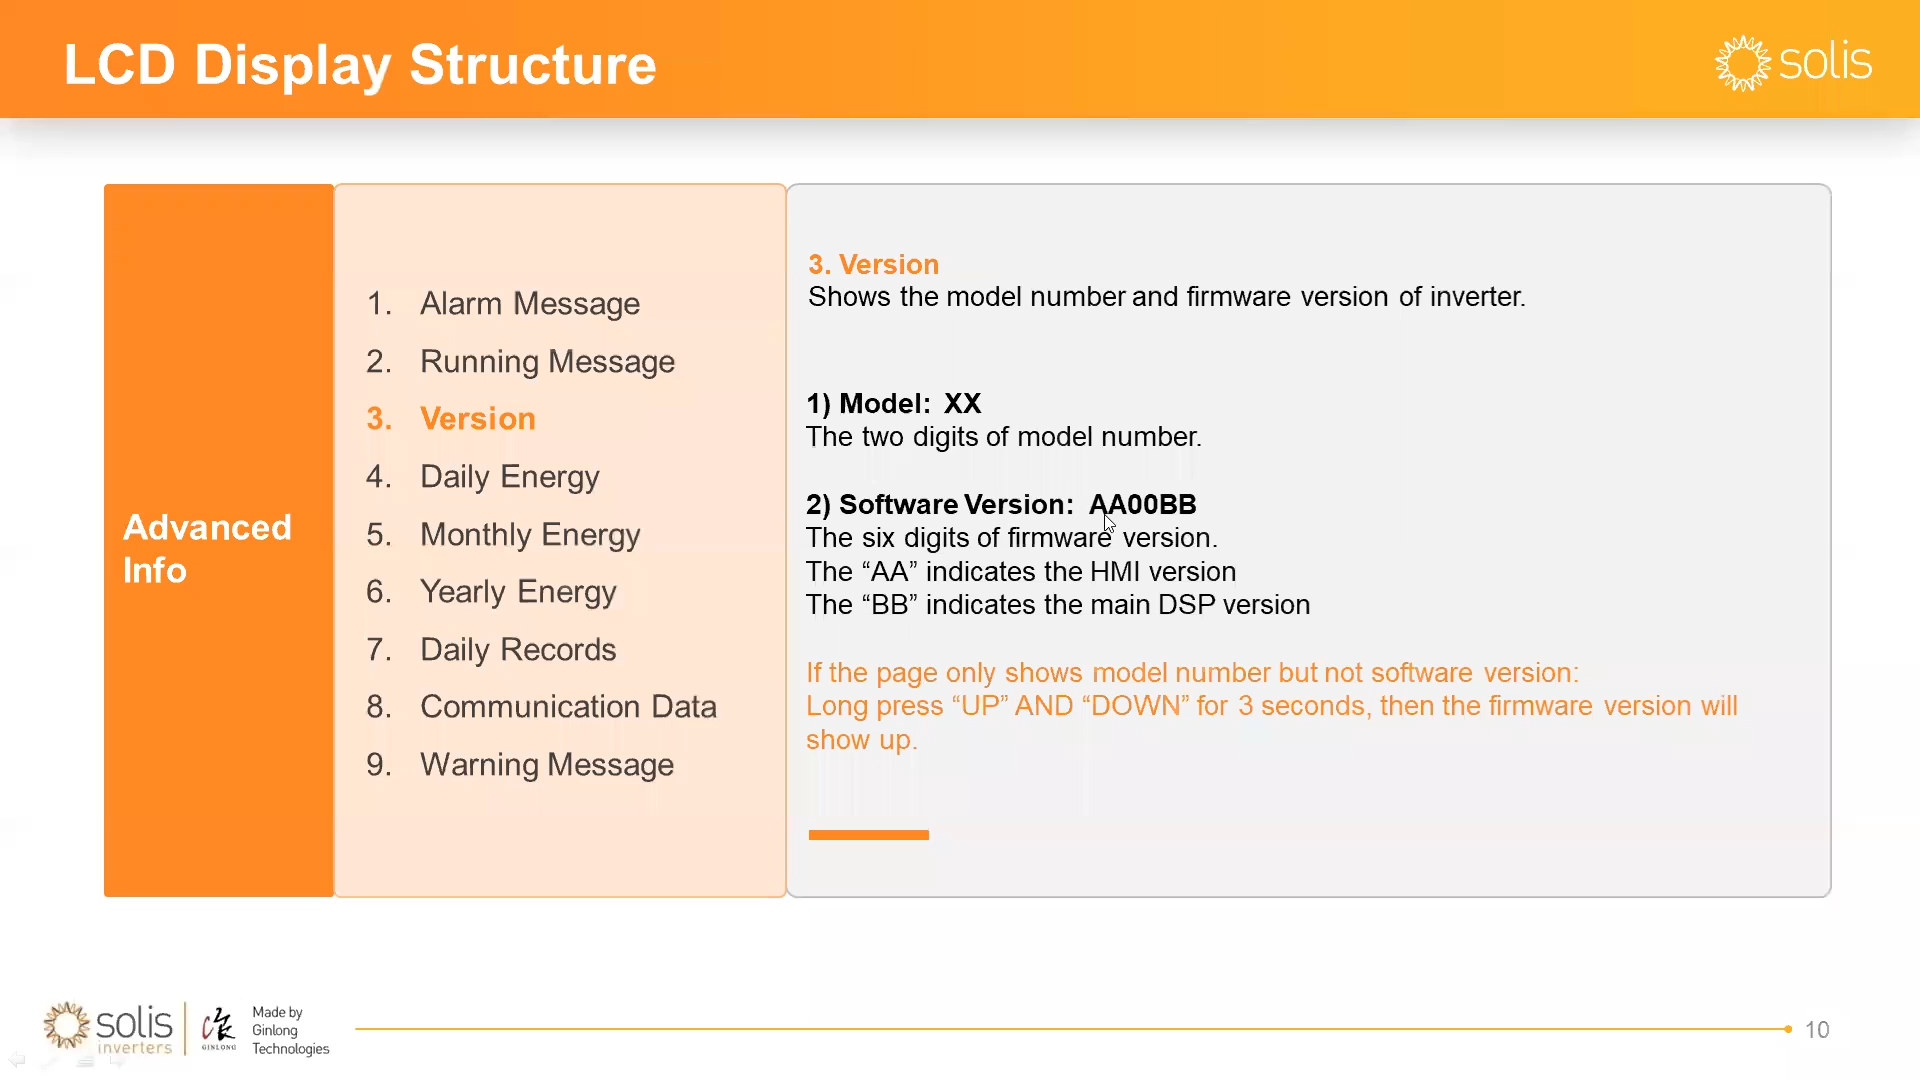 LCD Display Structure
solis
Advanced
Info
1. Alarm Message
2. Running Message
3. Version
4. Daily Energy
5. Monthly Energy
6. Yearly Energy
7. Daily Records
8. Communication Data
9. Warning Message
3. Version
Shows the model number and firmware version of inverter.
1) Model: XX
The two digits of model number.
2) Software Version: AA00BB
The six digits of firmware version.
The “AA” indicates the HMI version
The “BB” indicates the main DSP version
If the page only shows model number but not software version:
Long press “UP” AND “DOWN” for 3 seconds, then the firmware version will
show up.
solis
inverters
GINLONG
Made by
Ginlong
Technologies
10